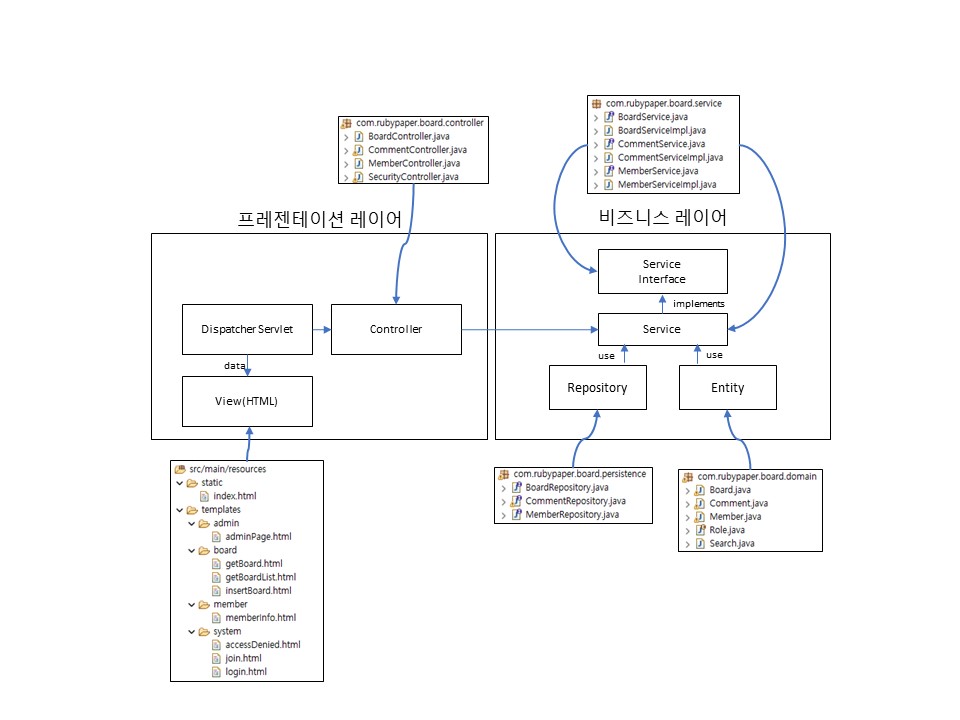 com.rubypaper.board.controller
BoardController.java
CommentController.java
MemberController.java
SecurityController.java
com.rubypaper.board.service
BoardService.java
BoardServiceImpl.java
CommentService.java
CommentServiceImpl.java
MemberService.java
MemberServiceImpl.java
프레젠테이션 레이어
비즈니스 레이어
Dispatcher Servlet
Controller
data
View(HTML)
Service
Interface
implements
Service
use
use
Repository
Entity
src/main/resources
static
index.html
templates
admin
adminPage.html
board
getBoard.html
getBoardList.html
insertBoard.html
member
memberInfo.html
system
accessDenied.html
join.html
login.html
com.rubypaper.board.persistence
BoardRepository.java
CommentRepository.java
MemberRepository.java
com.rubypaper.board.domain
Board.java
Comment.java
Member.java
Role.java
Search.java